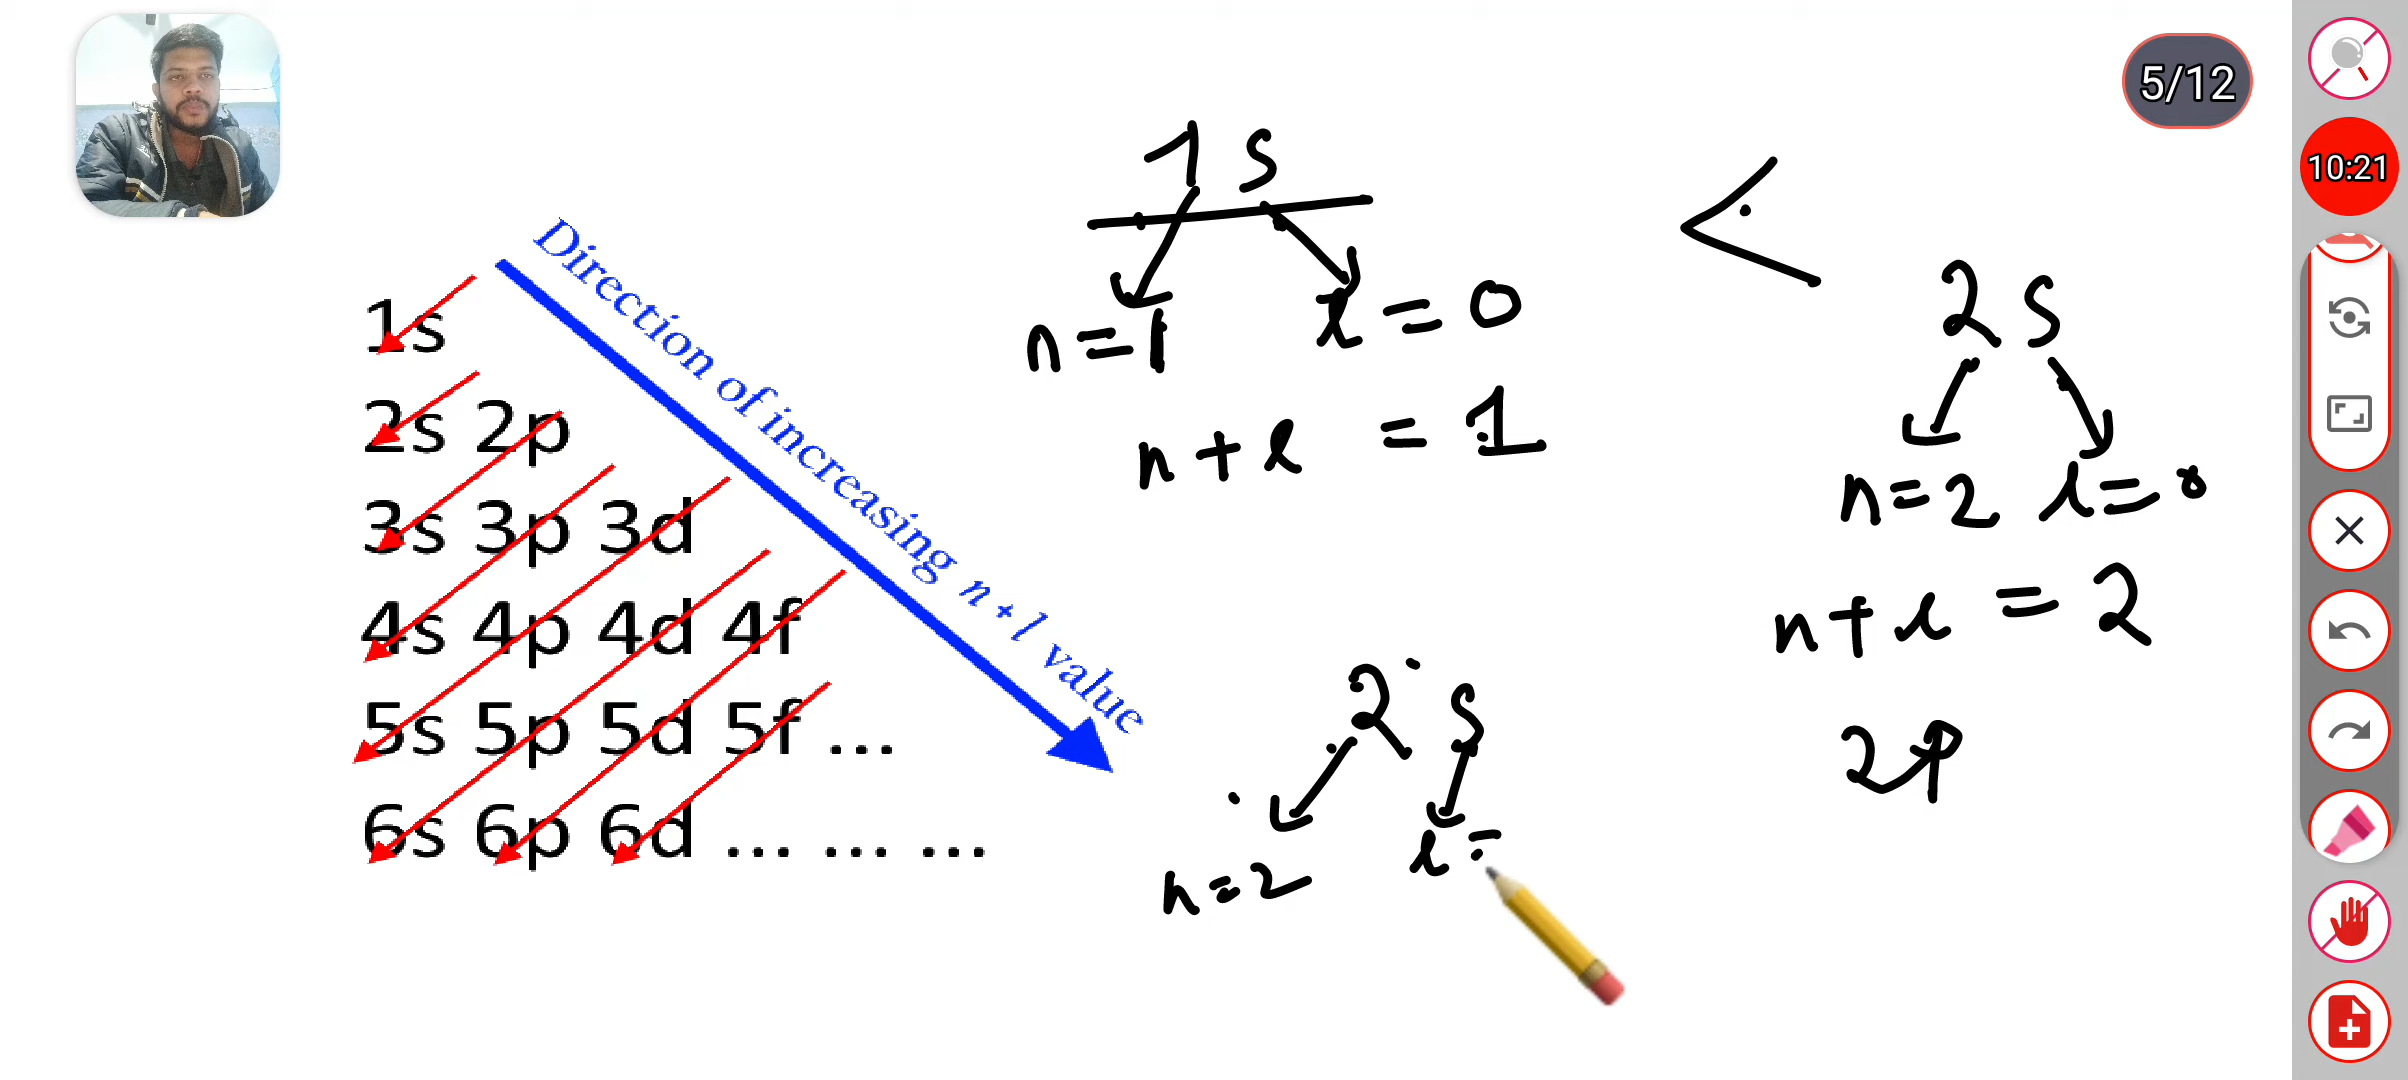 5/12
10:21
Direction of increasing n + l value
1s
2s 2p
3s 3p 3d
4s 4p 4d 4f
5s 5p 5d 5f ...
6s 6p 6d ... ... ...
1 s
n=1 l=0
n+l = 1
<
2 s
n=2 l=0
n+l = 2
2 s
2p
n=2 l=